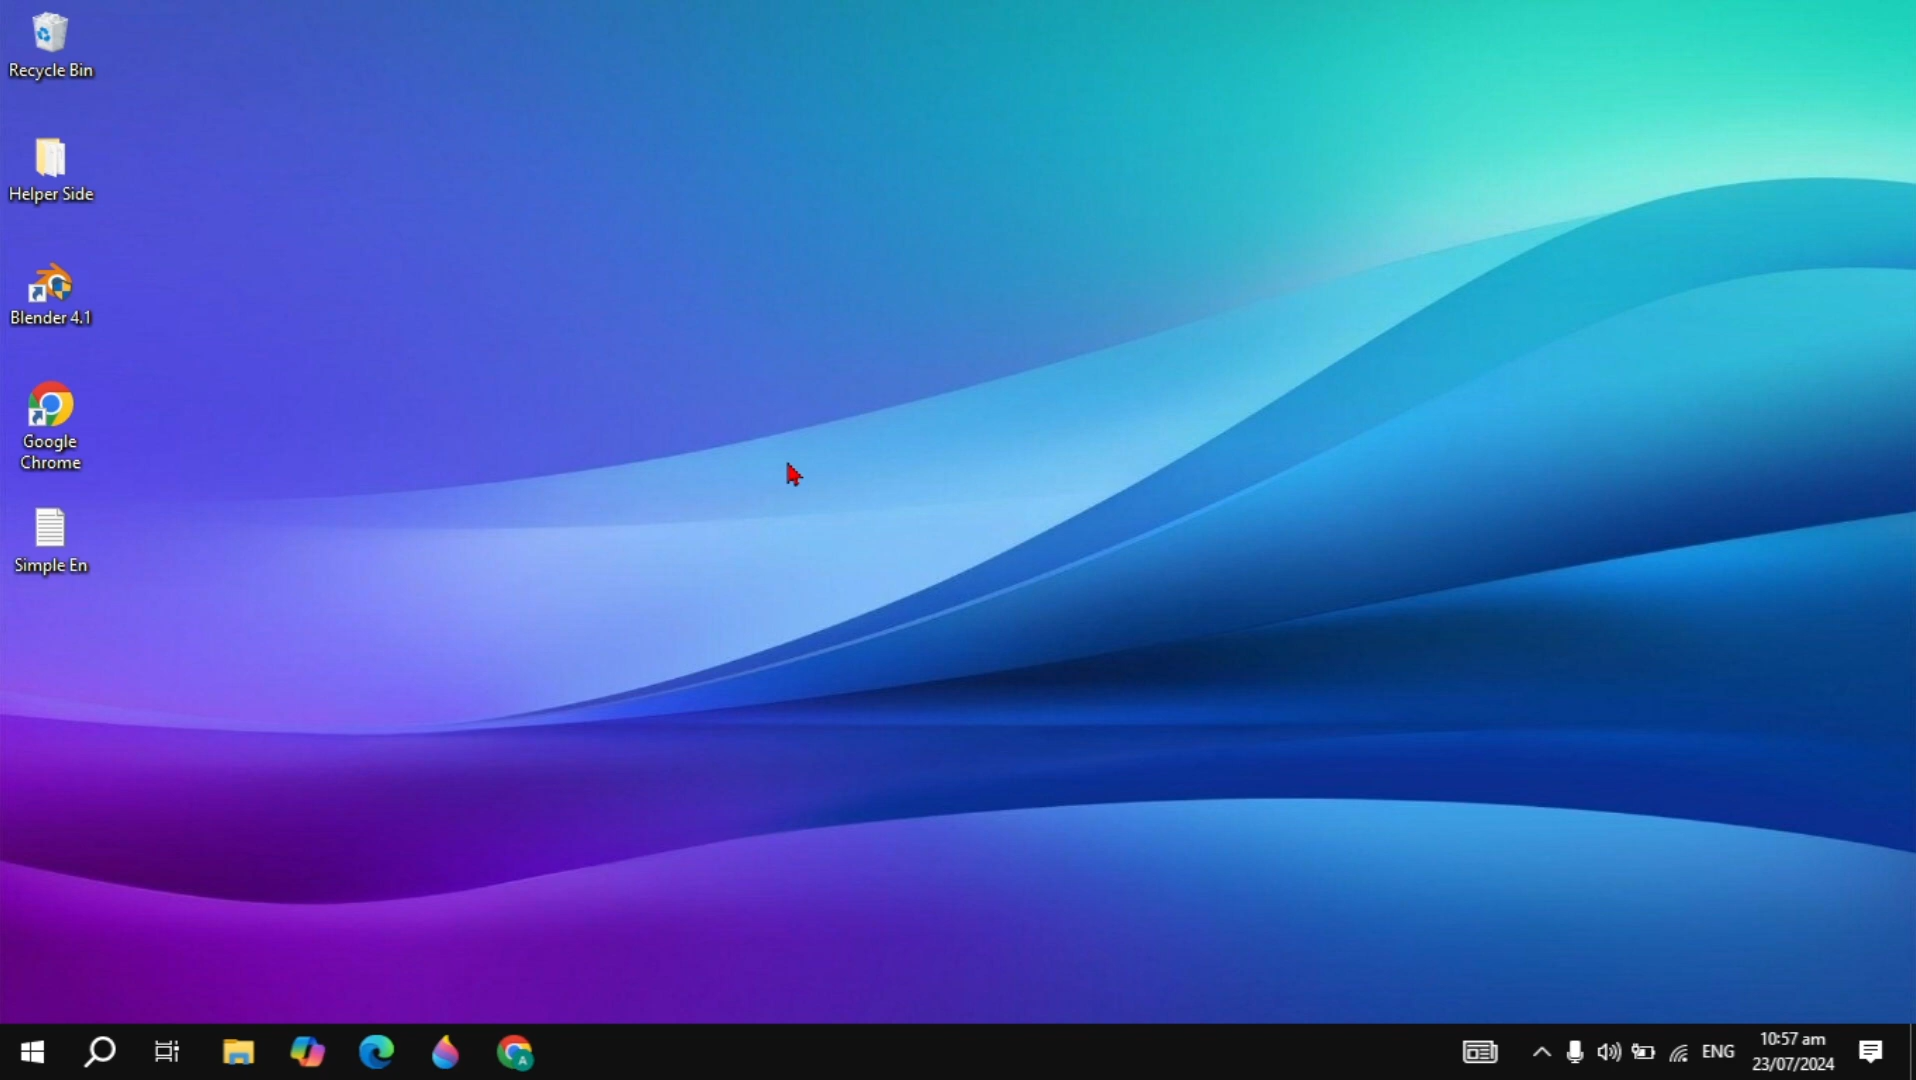 Recycle Bin
Helper Side
Blender 4.1
Google
Chrome
Simple En
A
ENG
10:57 am
23/07/2024